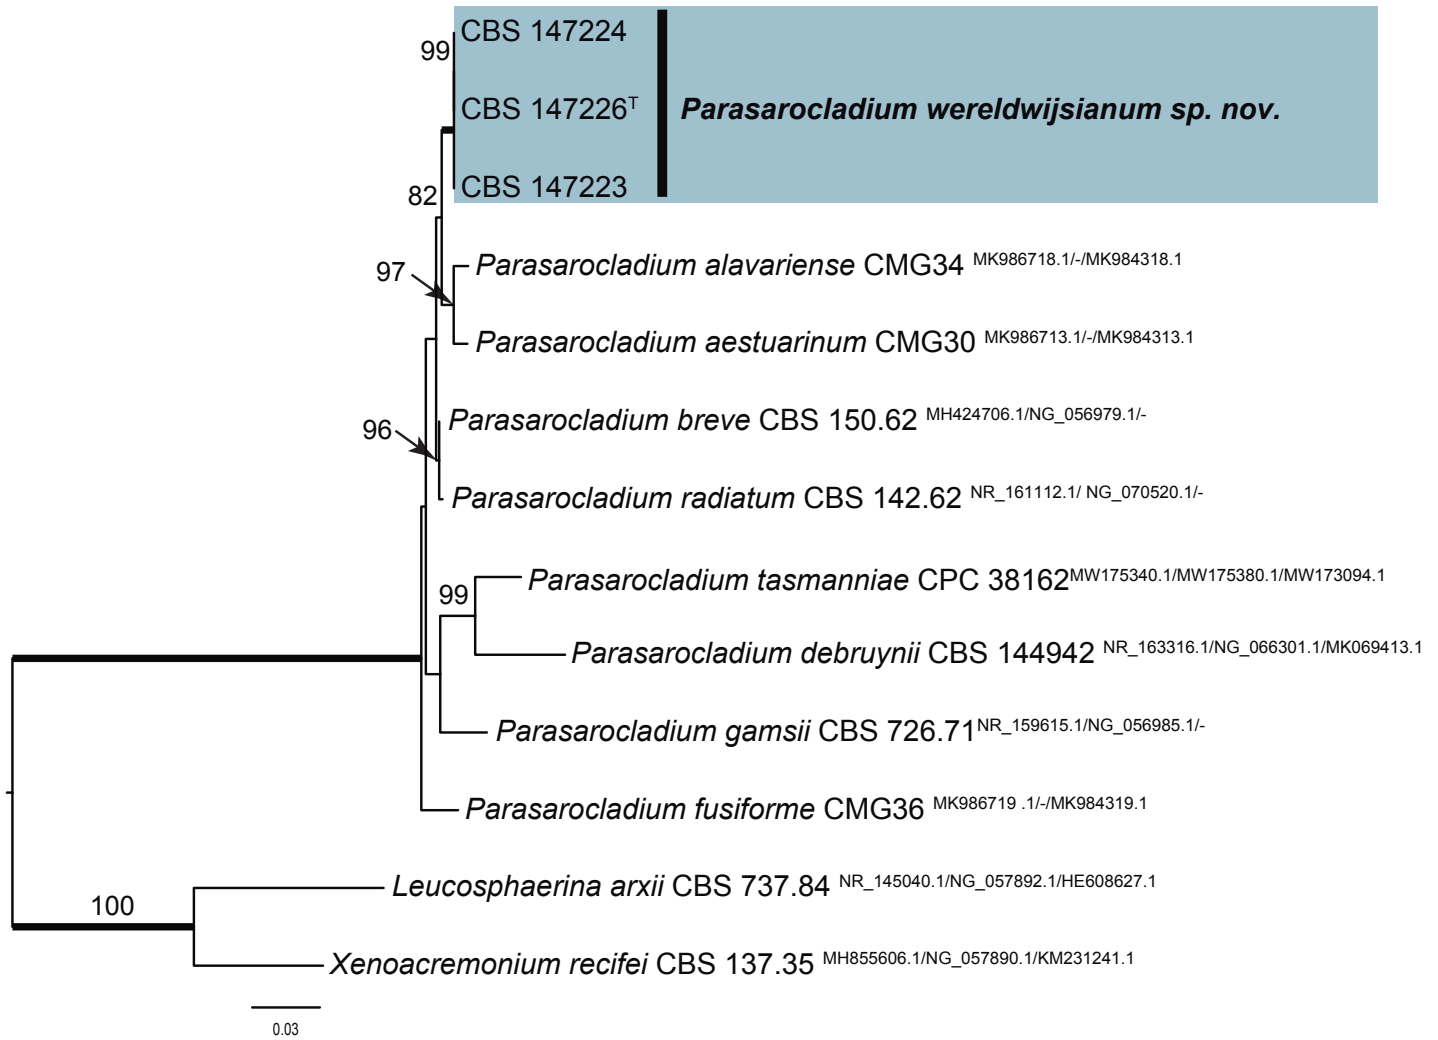 CBS 147224
99
CBS 147226T Parasarocladium wereldwijsianum sp. nov.
CBS 147223
82
Parasarocladium alavariense CMG34 MK986718.1/-/MK984318.1
97
Parasarocladium aestuarinum CMG30 MK986713.1/-/MK984313.1
Parasarocladium breve CBS 150.62 MH424706.1/NG_056979.1/-
96
Parasarocladium radiatum CBS 142.62 NR_161112.1/ NG_070520.1/-
Parasarocladium tasmanniae CPC 38162MW175340.1/MW175380.1/MW173094.1
99
Parasarocladium debruynii CBS 144942 NR_163316.1/NG_066301.1/MK069413.1
Parasarocladium gamsii CBS 726.71NR_159615.1/NG_056985.1/-
Parasarocladium fusiforme CMG36 MK986719 .1/-/MK984319.1
Leucosphaerina arxii CBS 737.84 NR_145040.1/NG_057892.1/HE608627.1
100
Xenoacremonium recifei CBS 137.35 MH855606.1/NG_057890.1/KM231241.1
0.03